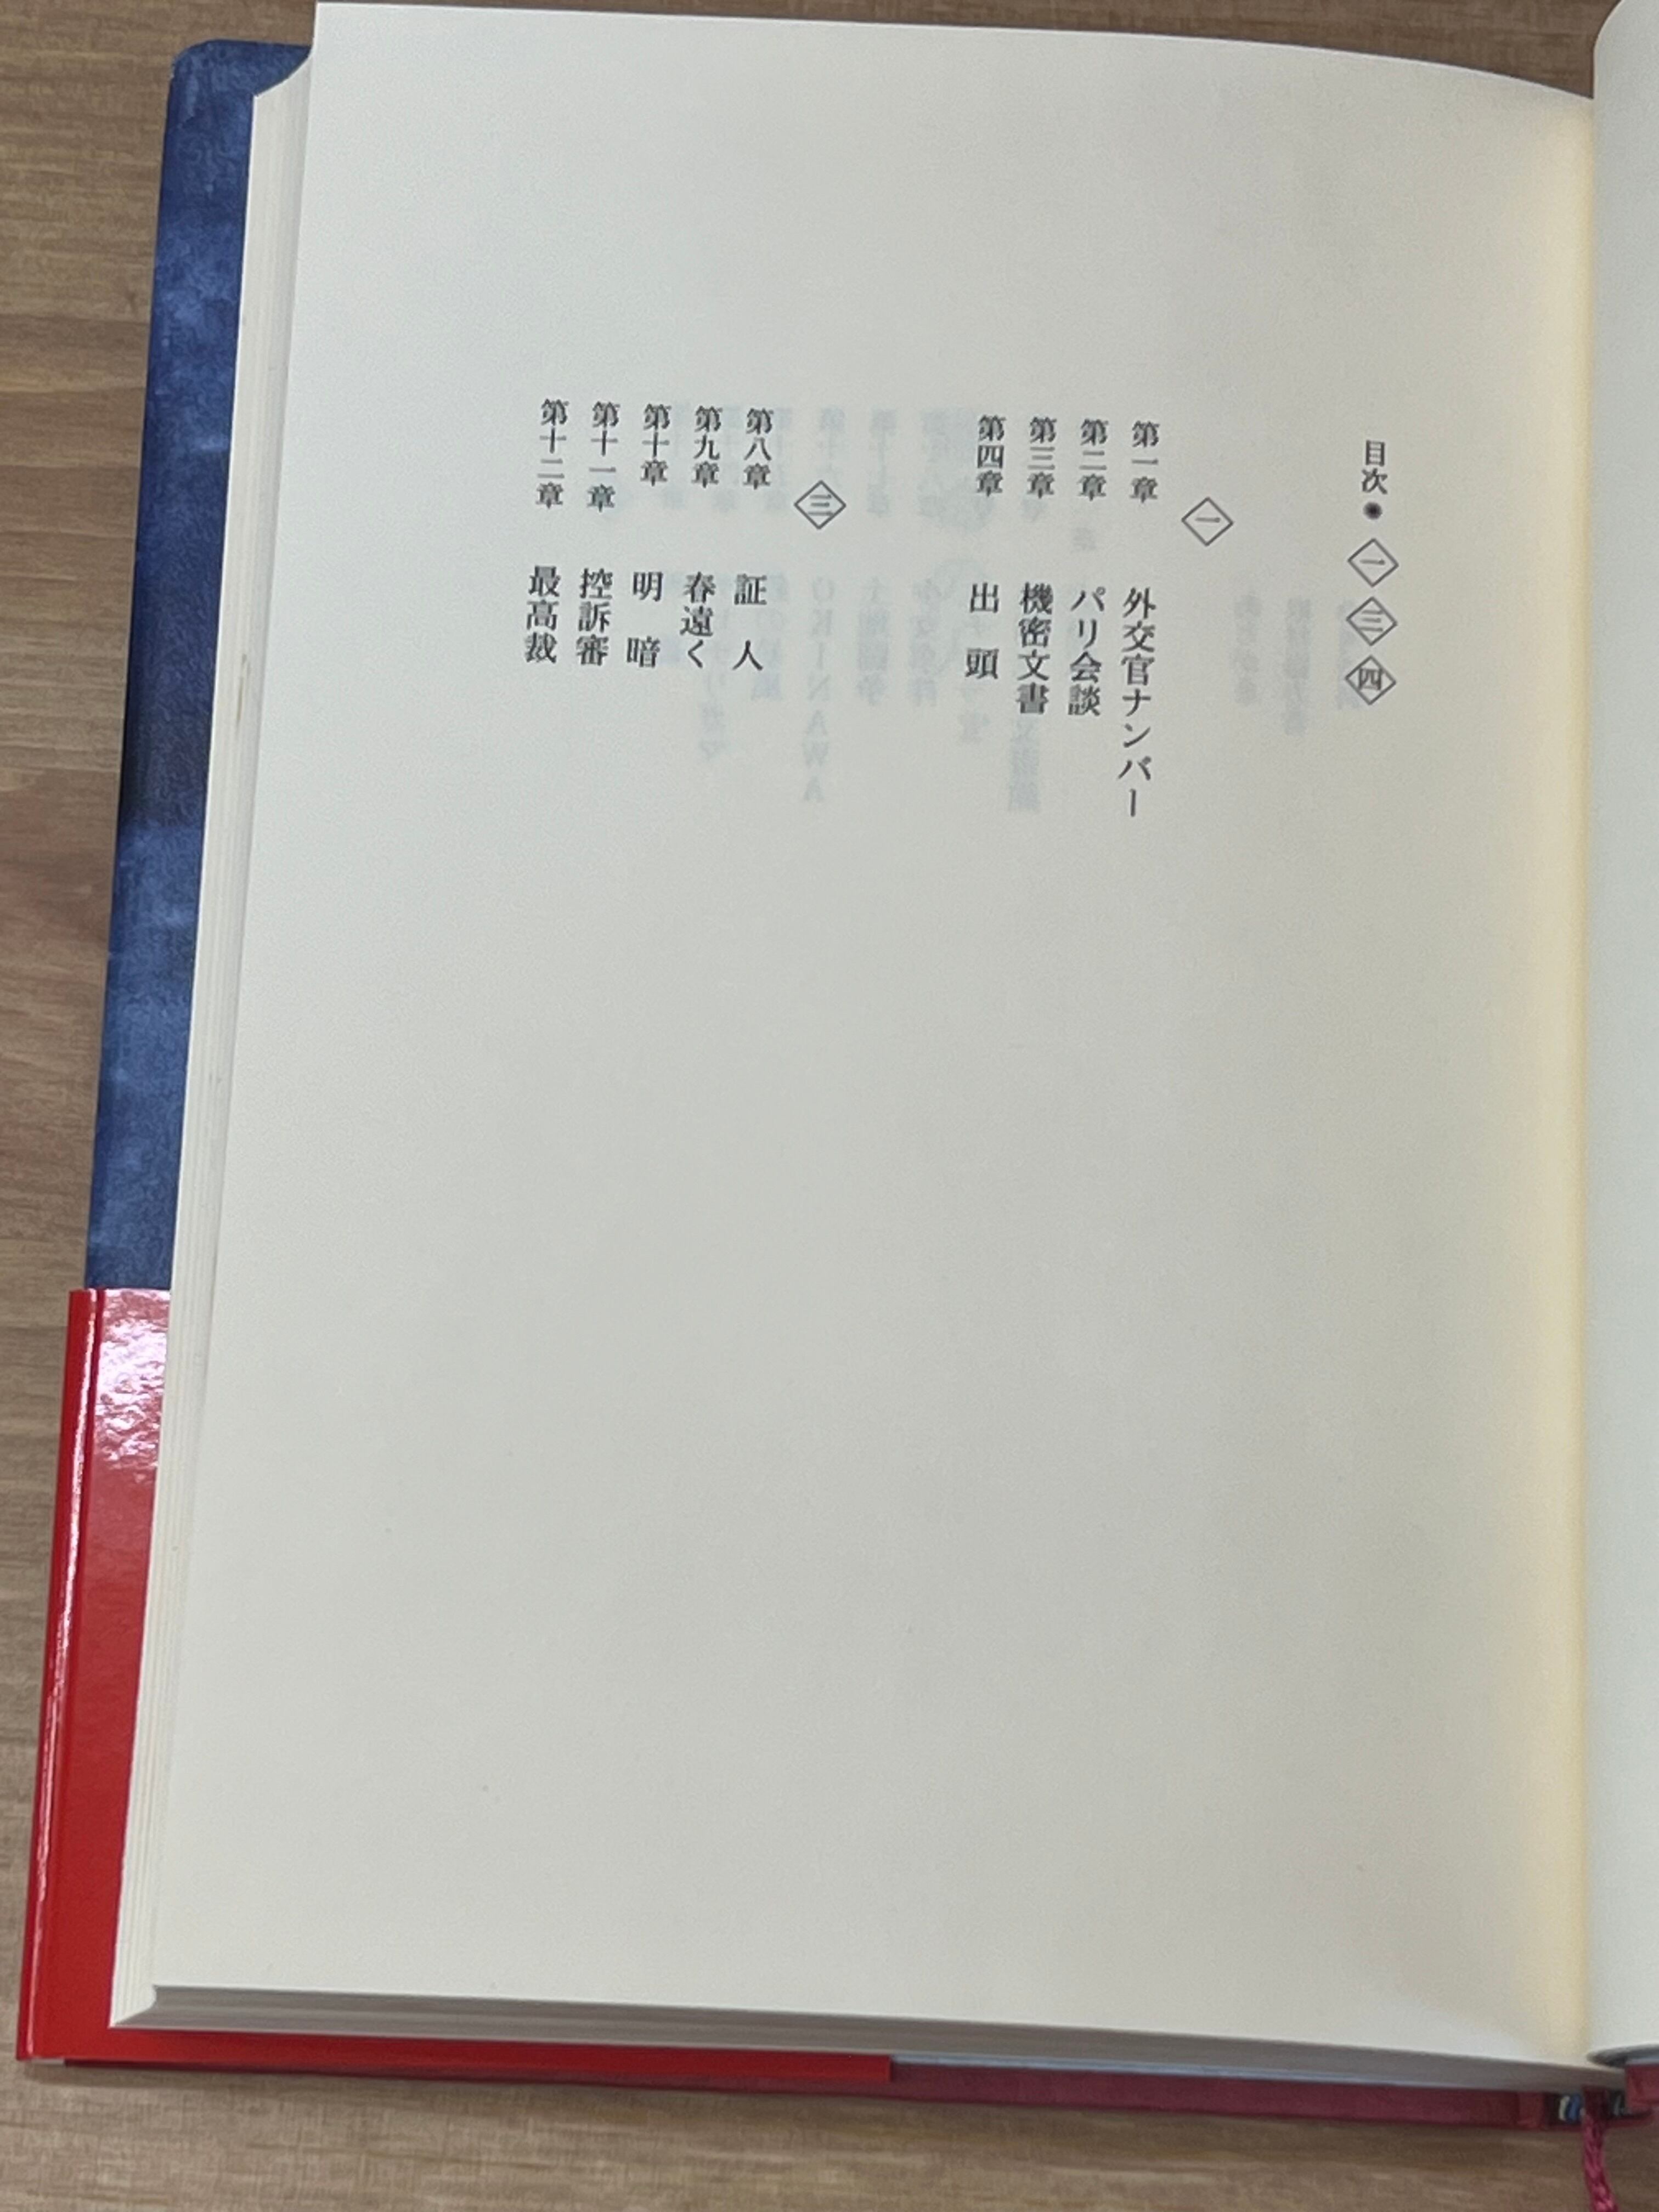 目次●一三四
一
第一章 外交官ナンバー
第二章 パリ会談
第三章 機密文書
第四章 出頭
三
第八章 証人
第九章 春遠く
第十章 明暗
第十一章 控訴審
第十二章 最高裁